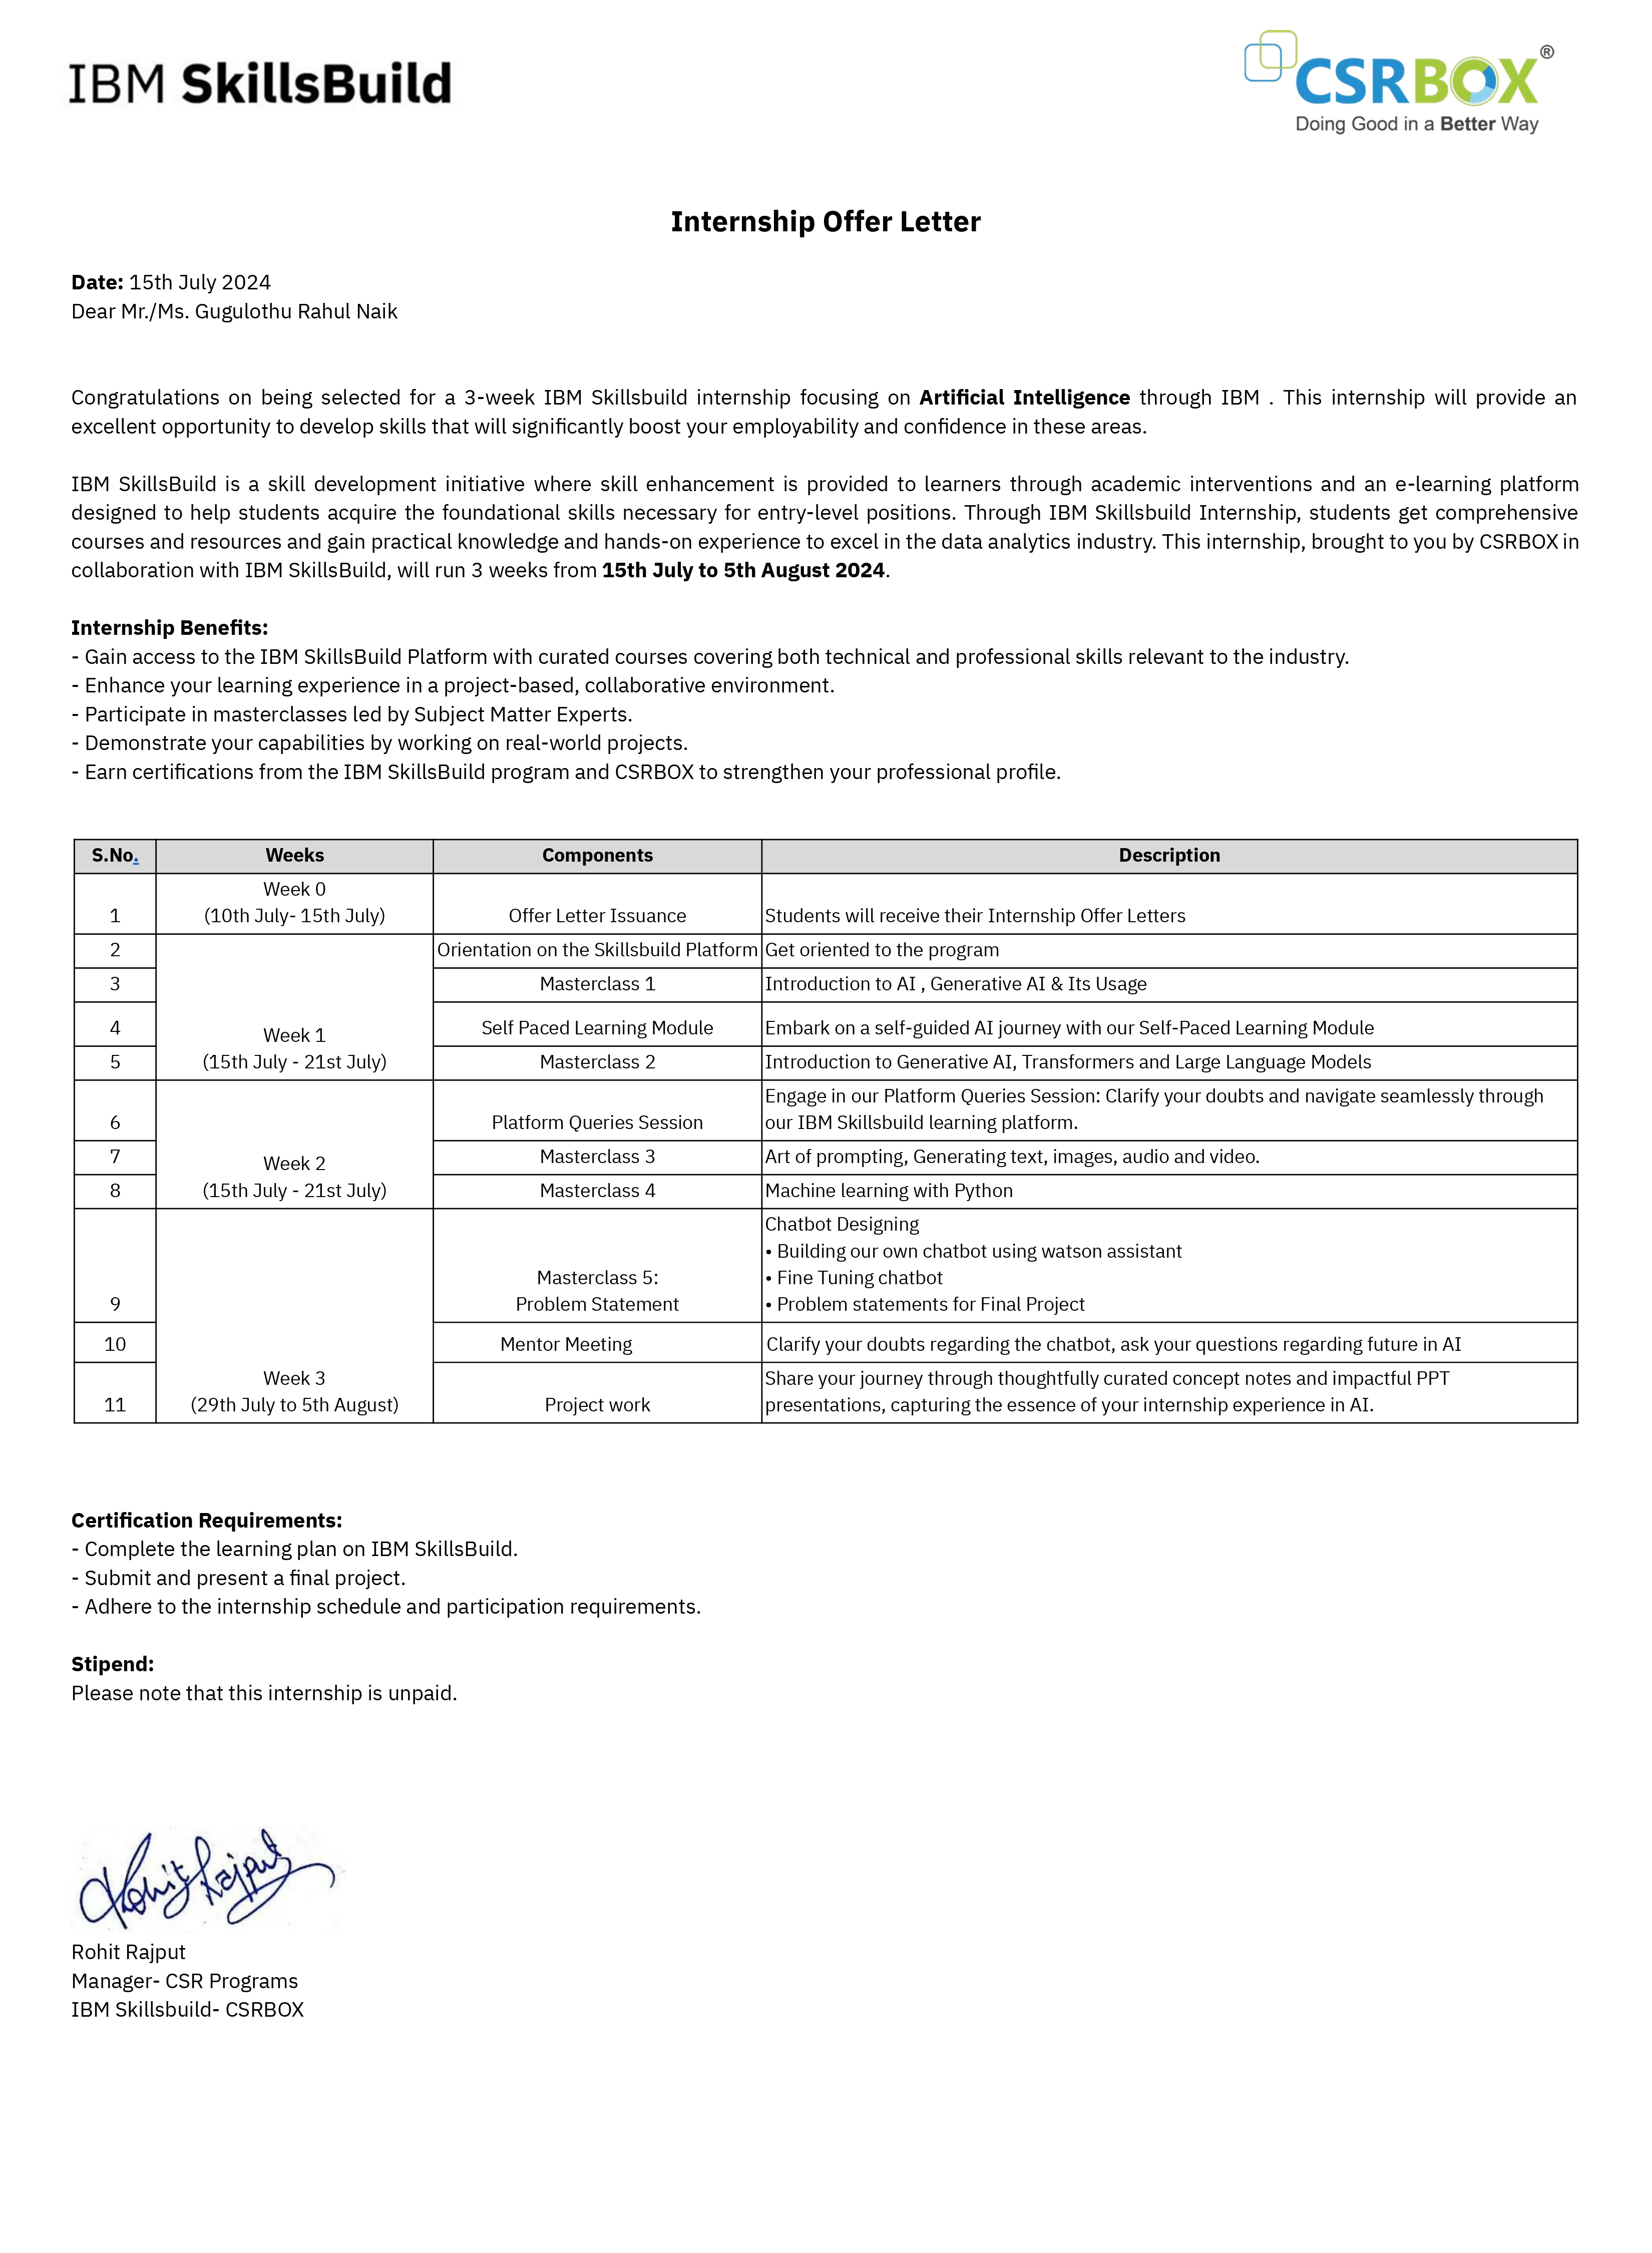 IBM SkillsBuild
CSRBOX®
Doing Good in a Better Way
Internship Offer Letter
Date: 15th July 2024
Dear Mr./Ms. Gugulothu Rahul Naik
Congratulations on being selected for a 3-week IBM Skillsbuild internship focusing on Artificial Intelligence through IBM . This internship will provide an
excellent opportunity to develop skills that will significantly boost your employability and confidence in these areas.
IBM SkillsBuild is a skill development initiative where skill enhancement is provided to learners through academic interventions and an e-learning platform
designed to help students acquire the foundational skills necessary for entry-level positions. Through IBM Skillsbuild Internship, students get comprehensive
courses and resources and gain practical knowledge and hands-on experience to excel in the data analytics industry. This internship, brought to you by CSRBOX in
collaboration with IBM SkillsBuild, will run 3 weeks from 15th July to 5th August 2024.
Internship Benefits:
- Gain access to the IBM SkillsBuild Platform with curated courses covering both technical and professional skills relevant to the industry.
- Enhance your learning experience in a project-based, collaborative environment.
- Participate in masterclasses led by Subject Matter Experts.
- Demonstrate your capabilities by working on real-world projects.
- Earn certifications from the IBM SkillsBuild program and CSRBOX to strengthen your professional profile.
S.No. Weeks Components Description
Week 0
1 (10th July- 15th July) Offer Letter Issuance Students will receive their Internship Offer Letters
2 Orientation on the Skillsbuild Platform Get oriented to the program
3 Masterclass 1 Introduction to AI , Generative AI & Its Usage
4 Self Paced Learning Module Embark on a self-guided AI journey with our Self-Paced Learning Module
Week 1
5 (15th July - 21st July) Masterclass 2 Introduction to Generative AI, Transformers and Large Language Models
Engage in our Platform Queries Session: Clarify your doubts and navigate seamlessly through
6 Platform Queries Session our IBM Skillsbuild learning platform.
7 Week 2 Masterclass 3 Art of prompting, Generating text, images, audio and video.
8 (15th July - 21st July) Masterclass 4 Machine learning with Python
Chatbot Designing
• Building our own chatbot using watson assistant
Masterclass 5: • Fine Tuning chatbot
9 Problem Statement • Problem statements for Final Project
10 Mentor Meeting Clarify your doubts regarding the chatbot, ask your questions regarding future in AI
Week 3 Share your journey through thoughtfully curated concept notes and impactful PPT
11 (29th July to 5th August) Project work presentations, capturing the essence of your internship experience in AI.
Certification Requirements:
- Complete the learning plan on IBM SkillsBuild.
- Submit and present a final project.
- Adhere to the internship schedule and participation requirements.
Stipend:
Please note that this internship is unpaid.
Rohit Rajput
Rohit Rajput
Manager- CSR Programs
IBM Skillsbuild- CSRBOX